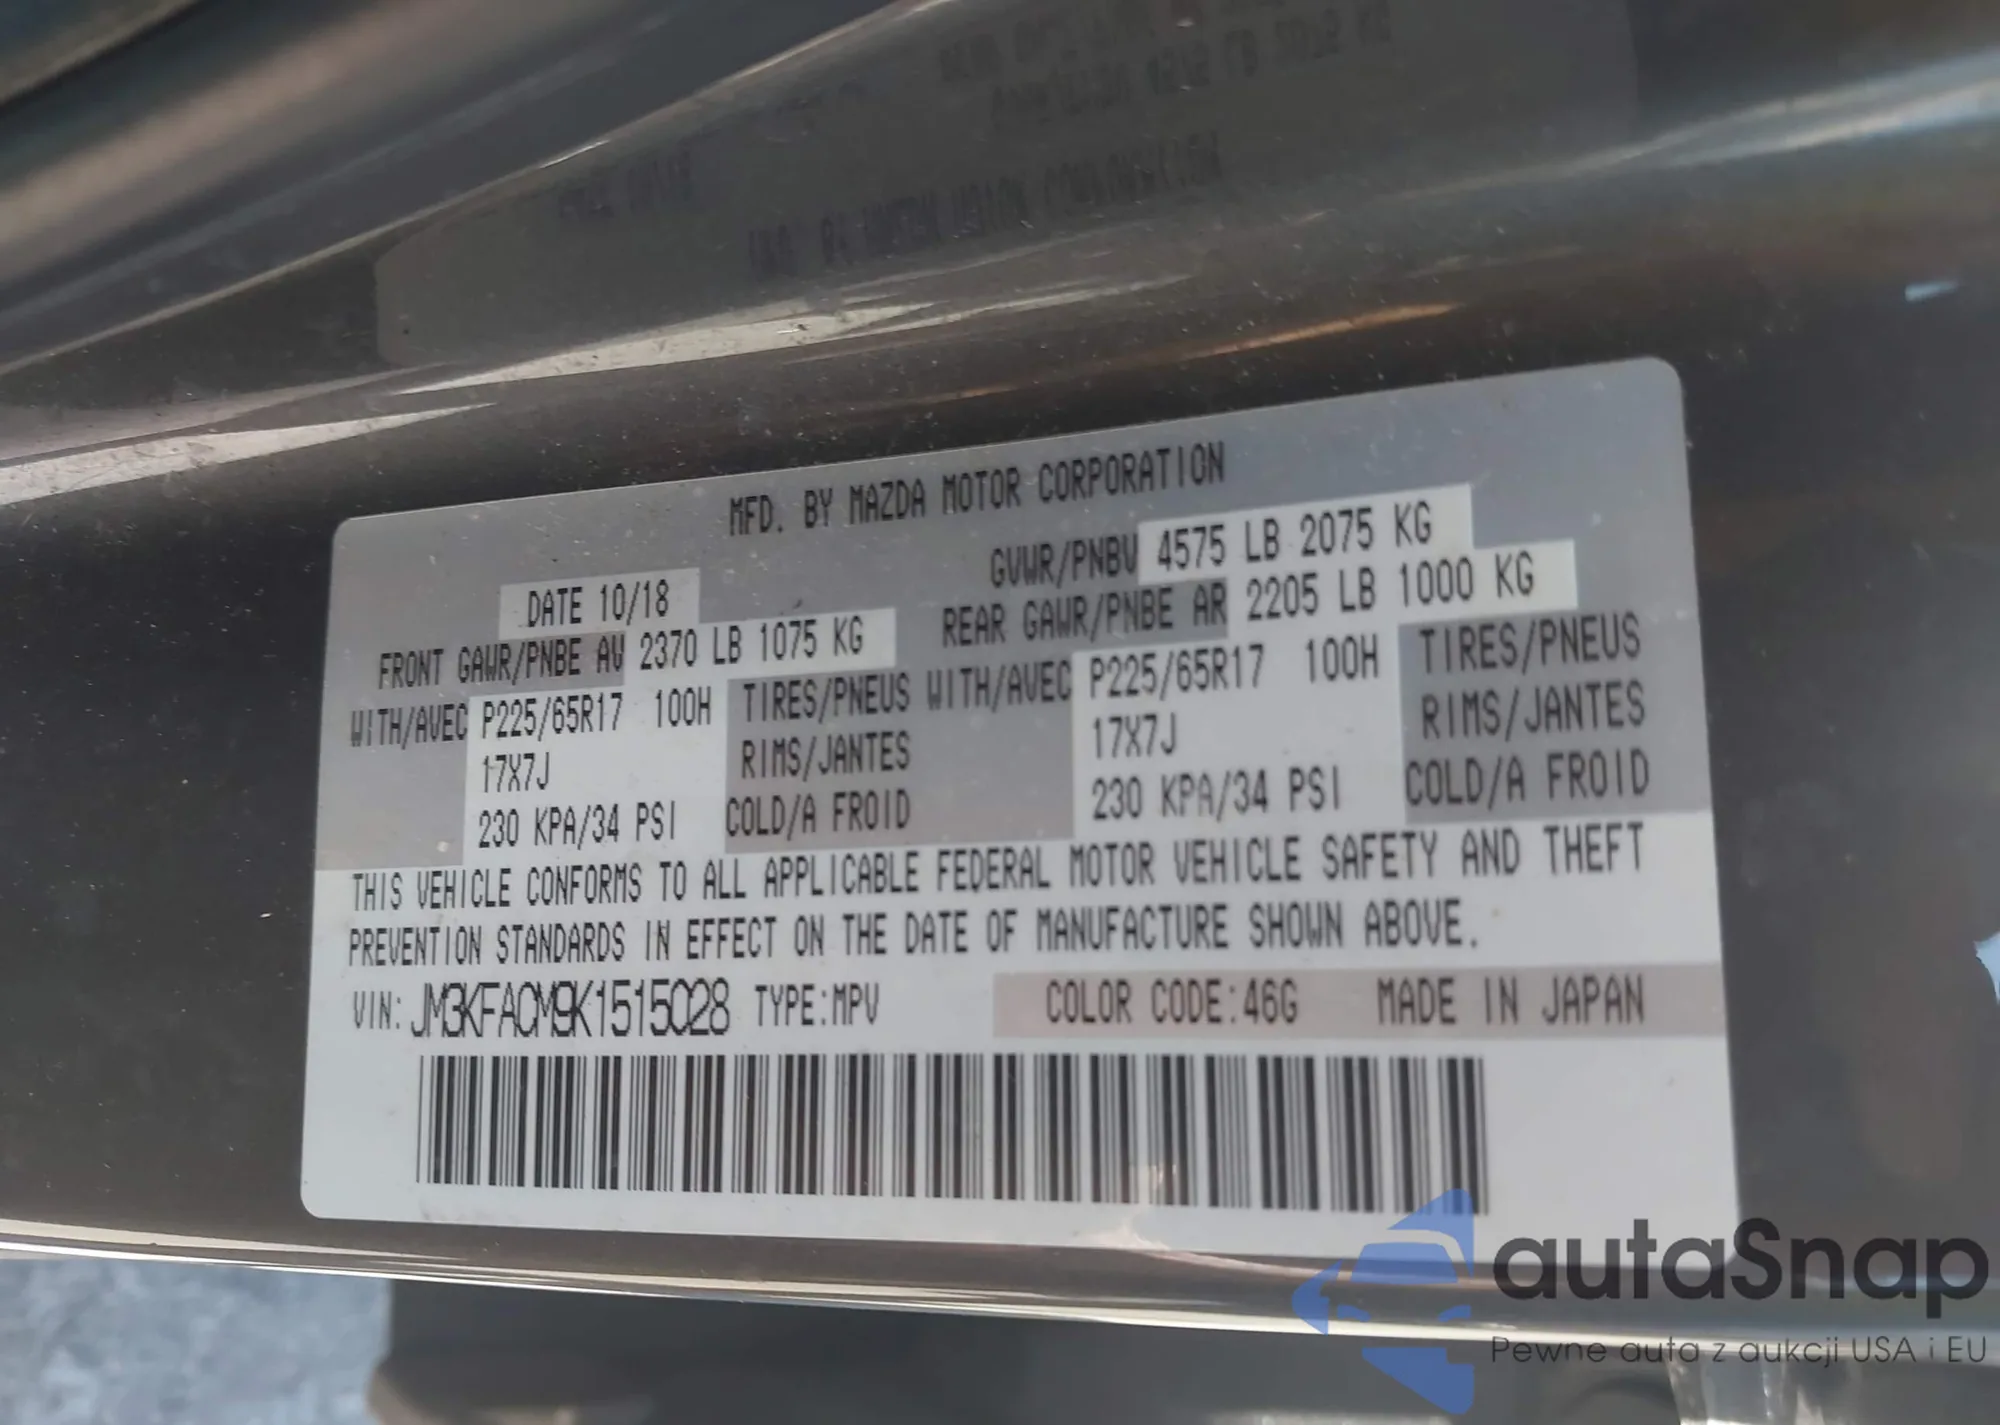 MFD. BY MAZDA MOTOR CORPORATION
GVWR/PNBV 4575 LB 2075 KG
DATE 10/18
FRONT GAWR/PNBE AV 2370 LB 1075 KG REAR GAWR/PNBE AR 2205 LB 1000 KG
WITH/AVEC P225/65R17 100H TIRES/PNEUS WITH/AVEC P225/65R17 100H TIRES/PNEUS
17X7J RIMS/JANTES 17X7J RIMS/JANTES
230 KPA/34 PSI COLD/A FROID 230 KPA/34 PSI COLD/A FROID
THIS VEHICLE CONFORMS TO ALL APPLICABLE FEDERAL MOTOR VEHICLE SAFETY AND THEFT
PREVENTION STANDARDS IN EFFECT ON THE DATE OF MANUFACTURE SHOWN ABOVE.
VIN: JM3KFACM9K1515028 TYPE:MPV COLOR CODE:46G MADE IN JAPAN
autaSnap
Pewne auta z aukcji USA i EU